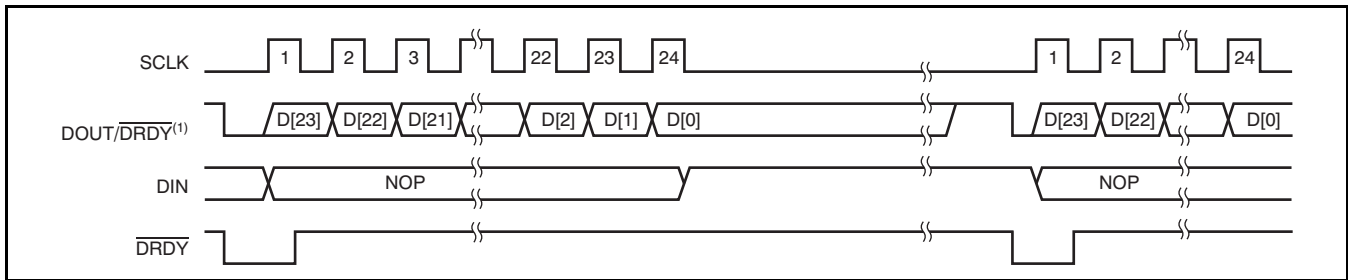 SCLK 1 2 3 22 23 24 1 2 24
DOUT/DRDY(1) D[23] D[22] D[21] D[2] D[1] D[0] D[23] D[22] D[0]
DIN NOP NOP
DRDY